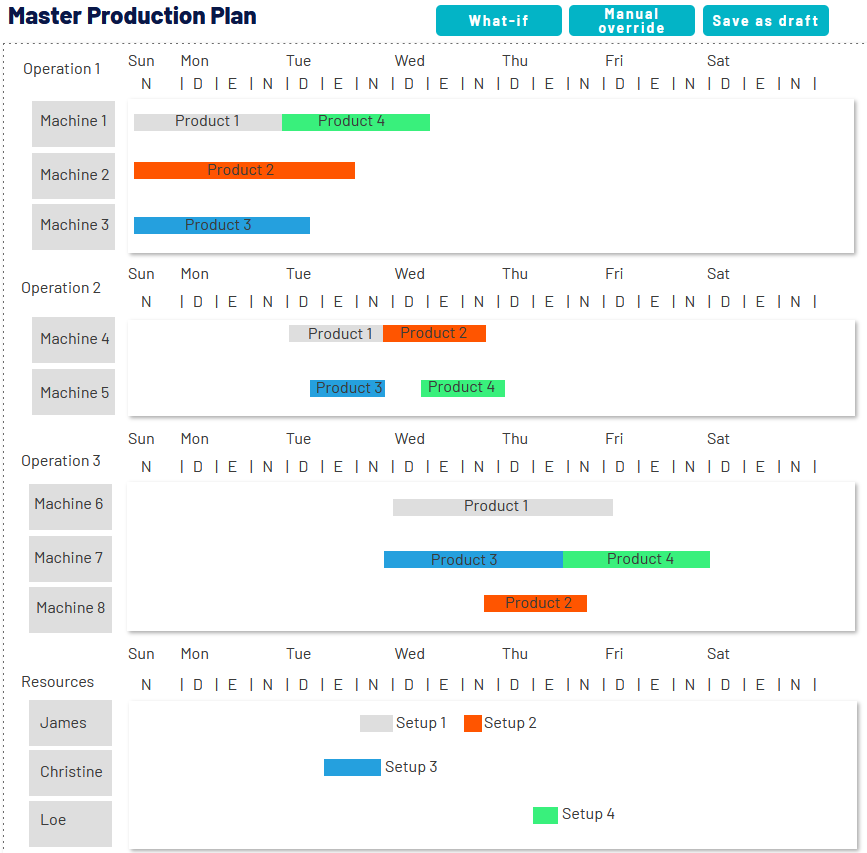 Master Production Plan
What-if
Manual
override
Save as draft
Operation 1
Sun Mon Tue Wed Thu Fri Sat
N | D | E | N | D | E | N | D | E | N | D | E | N | D | E | N | D | E | N |
Machine 1 Product 1 Product 4
Machine 2 Product 2
Machine 3 Product 3
Sun Mon Tue Wed Thu Fri Sat
Operation 2
N | D | E | N | D | E | N | D | E | N | D | E | N | D | E | N | D | E | N |
Machine 4 Product 1 Product 2
Machine 5 Product 3 Product 4
Sun Mon Tue Wed Thu Fri Sat
Operation 3
N | D | E | N | D | E | N | D | E | N | D | E | N | D | E | N | D | E | N |
Machine 6 Product 1
Machine 7 Product 3 Product 4
Machine 8 Product 2
Sun Mon Tue Wed Thu Fri Sat
Resources
N | D | E | N | D | E | N | D | E | N | D | E | N | D | E | N | D | E | N |
James Setup 1 Setup 2
Christine Setup 3
Loe Setup 4